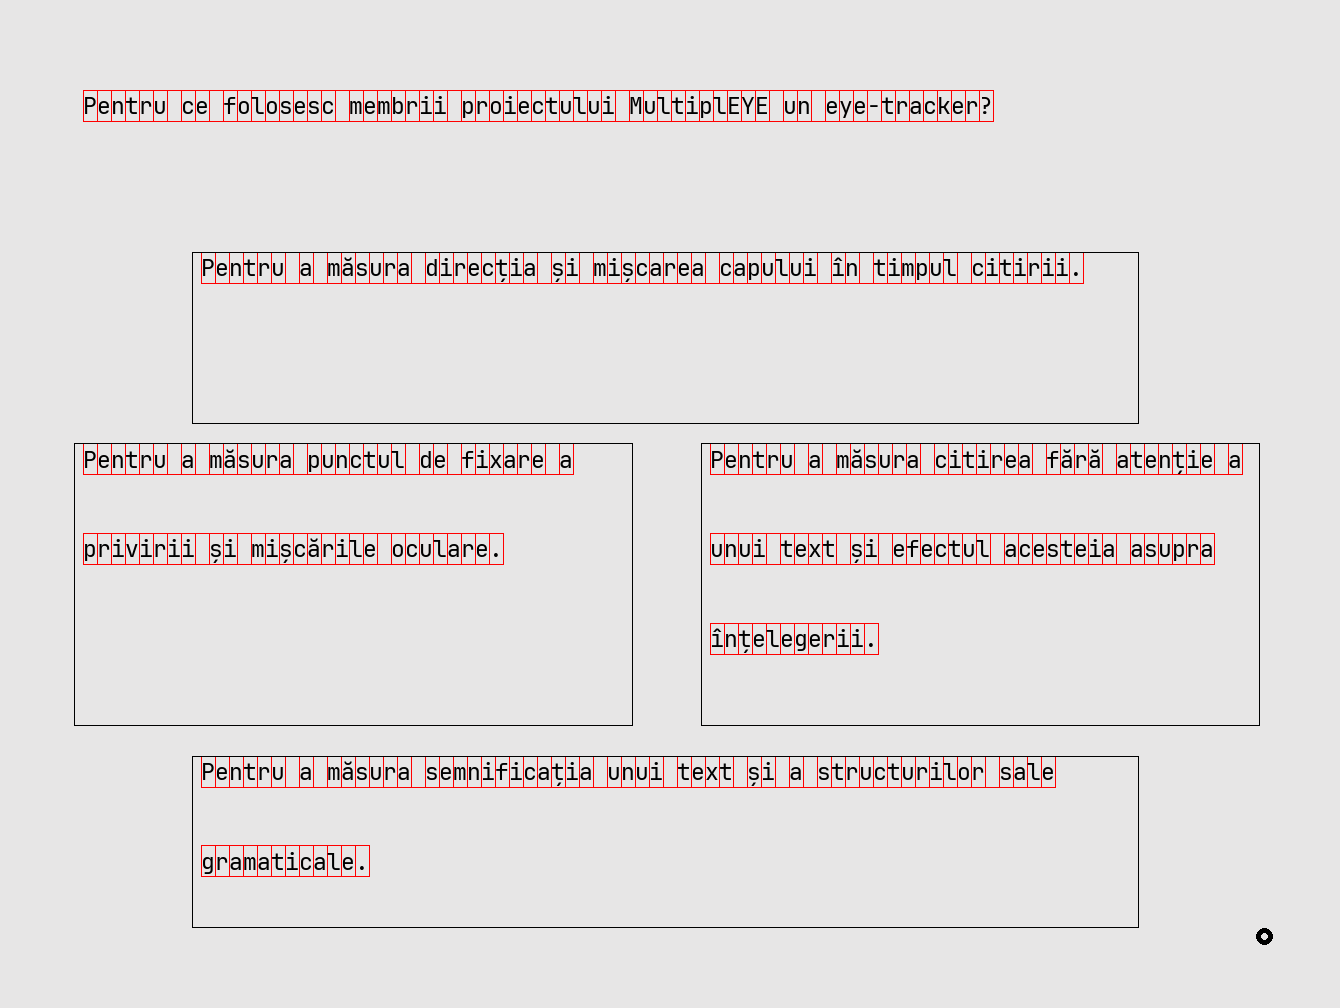 Pentru ce folosesc membrii proiectului MultiplEYE un eye-tracker?
Pentru a măsura direcția și mișcarea capului în timpul citirii.
Pentru a măsura punctul de fixare a
privirii și mișcările oculare.
Pentru a măsura citirea fără atenție a
unui text și efectul acesteia asupra
înțelegerii.
Pentru a măsura semnificația unui text și a structurilor sale
gramaticale.